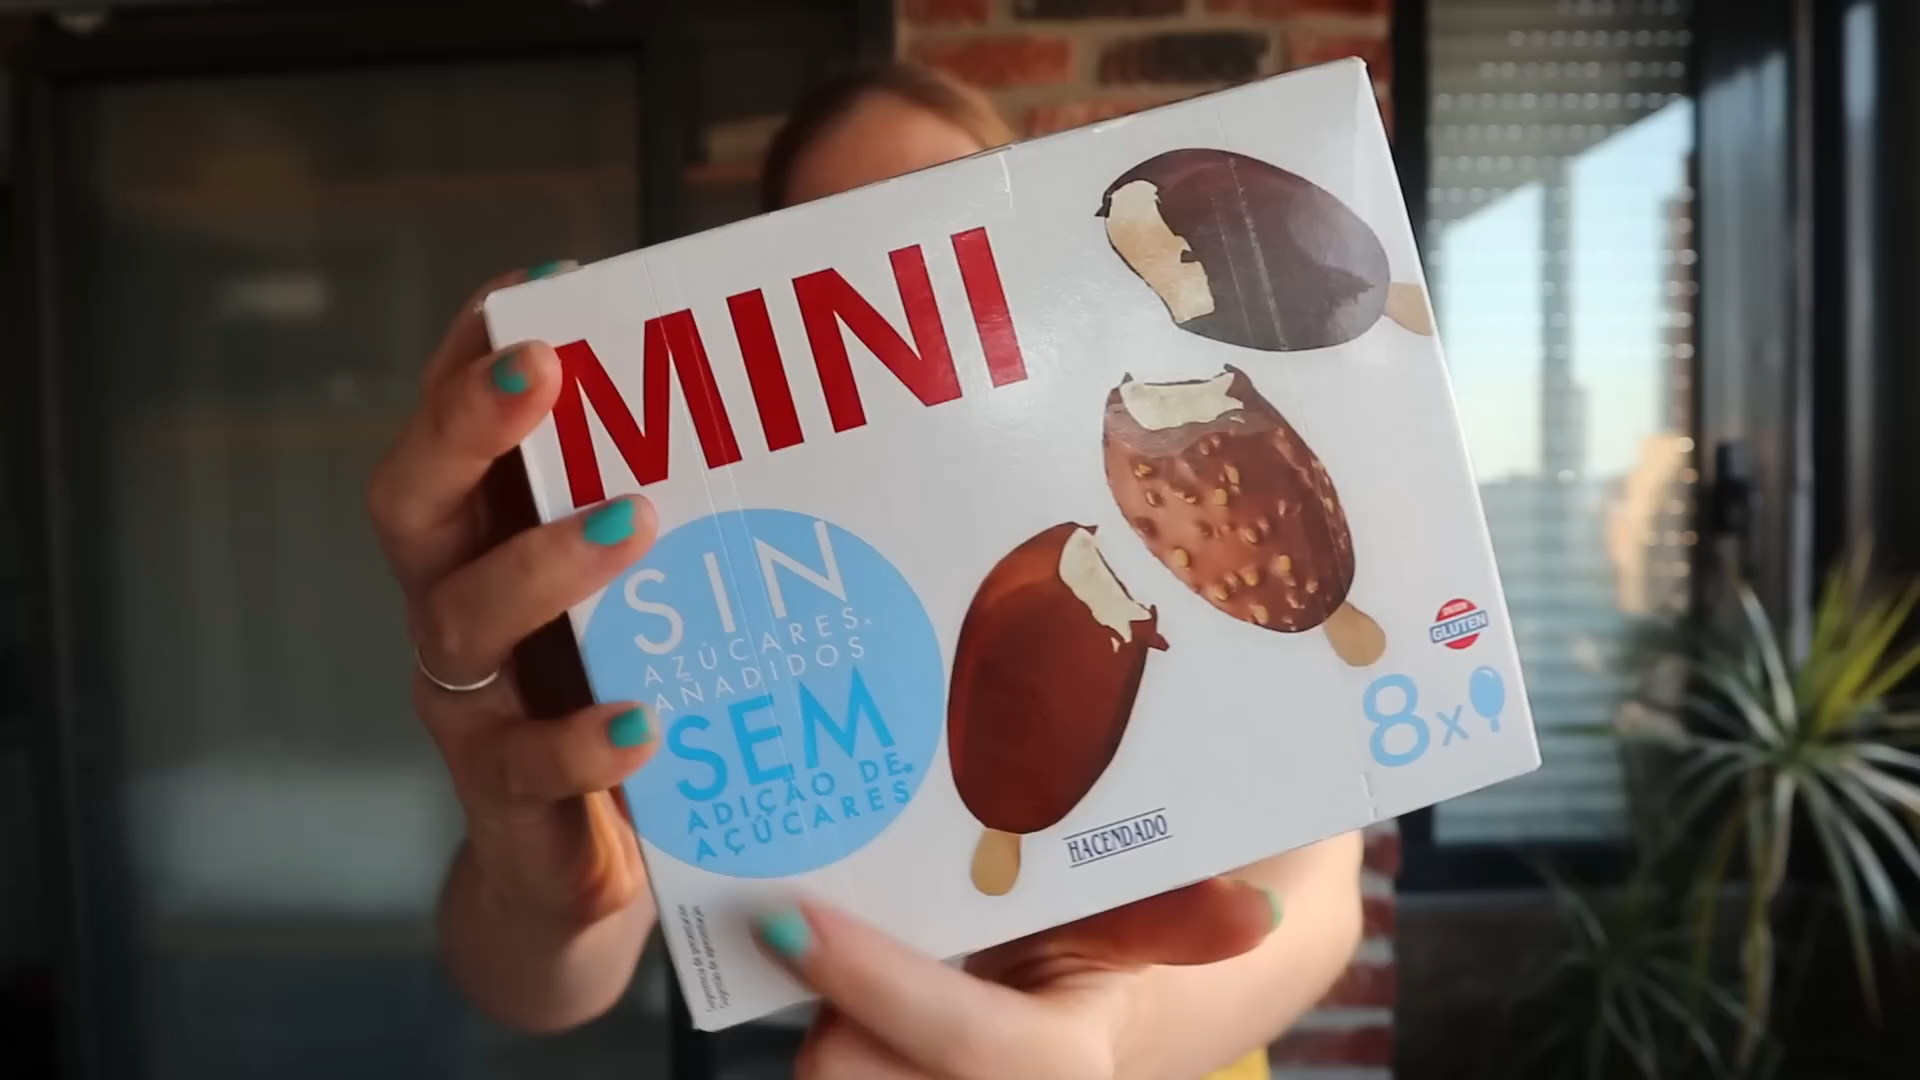 MINI
SIN
AZÚCARES*
AÑADIDOS
SEM
ADIÇÃO DE*
AÇÚCARES
GLUTEN
8x
HACENDADO